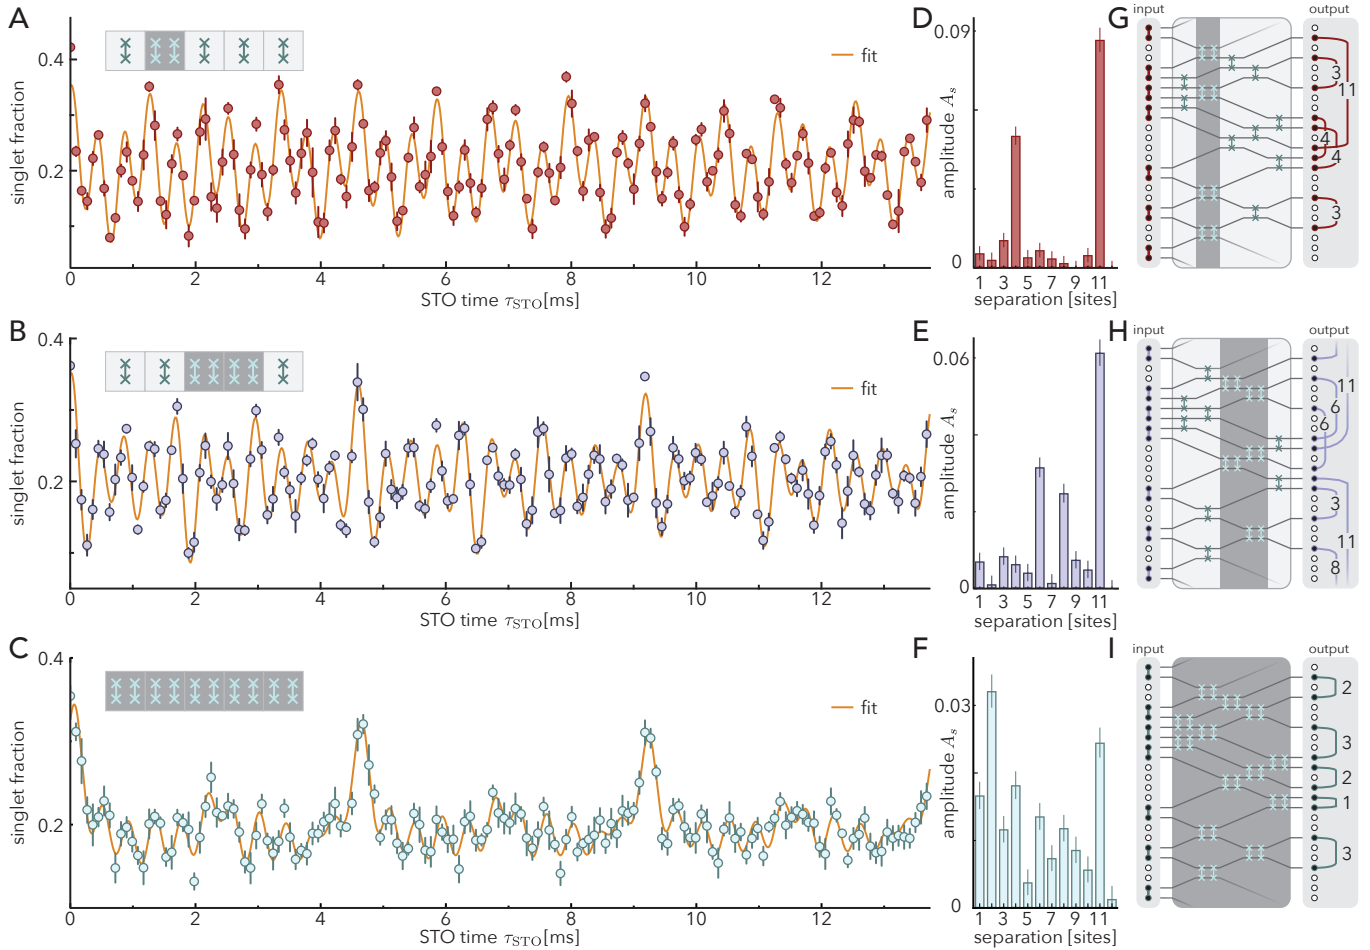 A
singlet fraction
0.4
0.2
fit
0 2 4 6 8 10 12
STO time τSTO[ms]
D
amplitude As
0.09
0
1 3 5 7 9 11
separation [sites]
G
input
output
3
11
4
4
3
B
singlet fraction
0.4
0.2
fit
0 2 4 6 8 10 12
STO time τSTO[ms]
E
amplitude As
0.06
0
1 3 5 7 9 11
separation [sites]
H
input
output
11
6
6
3
11
8
C
singlet fraction
0.4
0.2
fit
0 2 4 6 8 10 12
STO time τSTO[ms]
F
amplitude As
0.03
0
1 3 5 7 9 11
separation [sites]
I
input
output
2
3
2
1
3